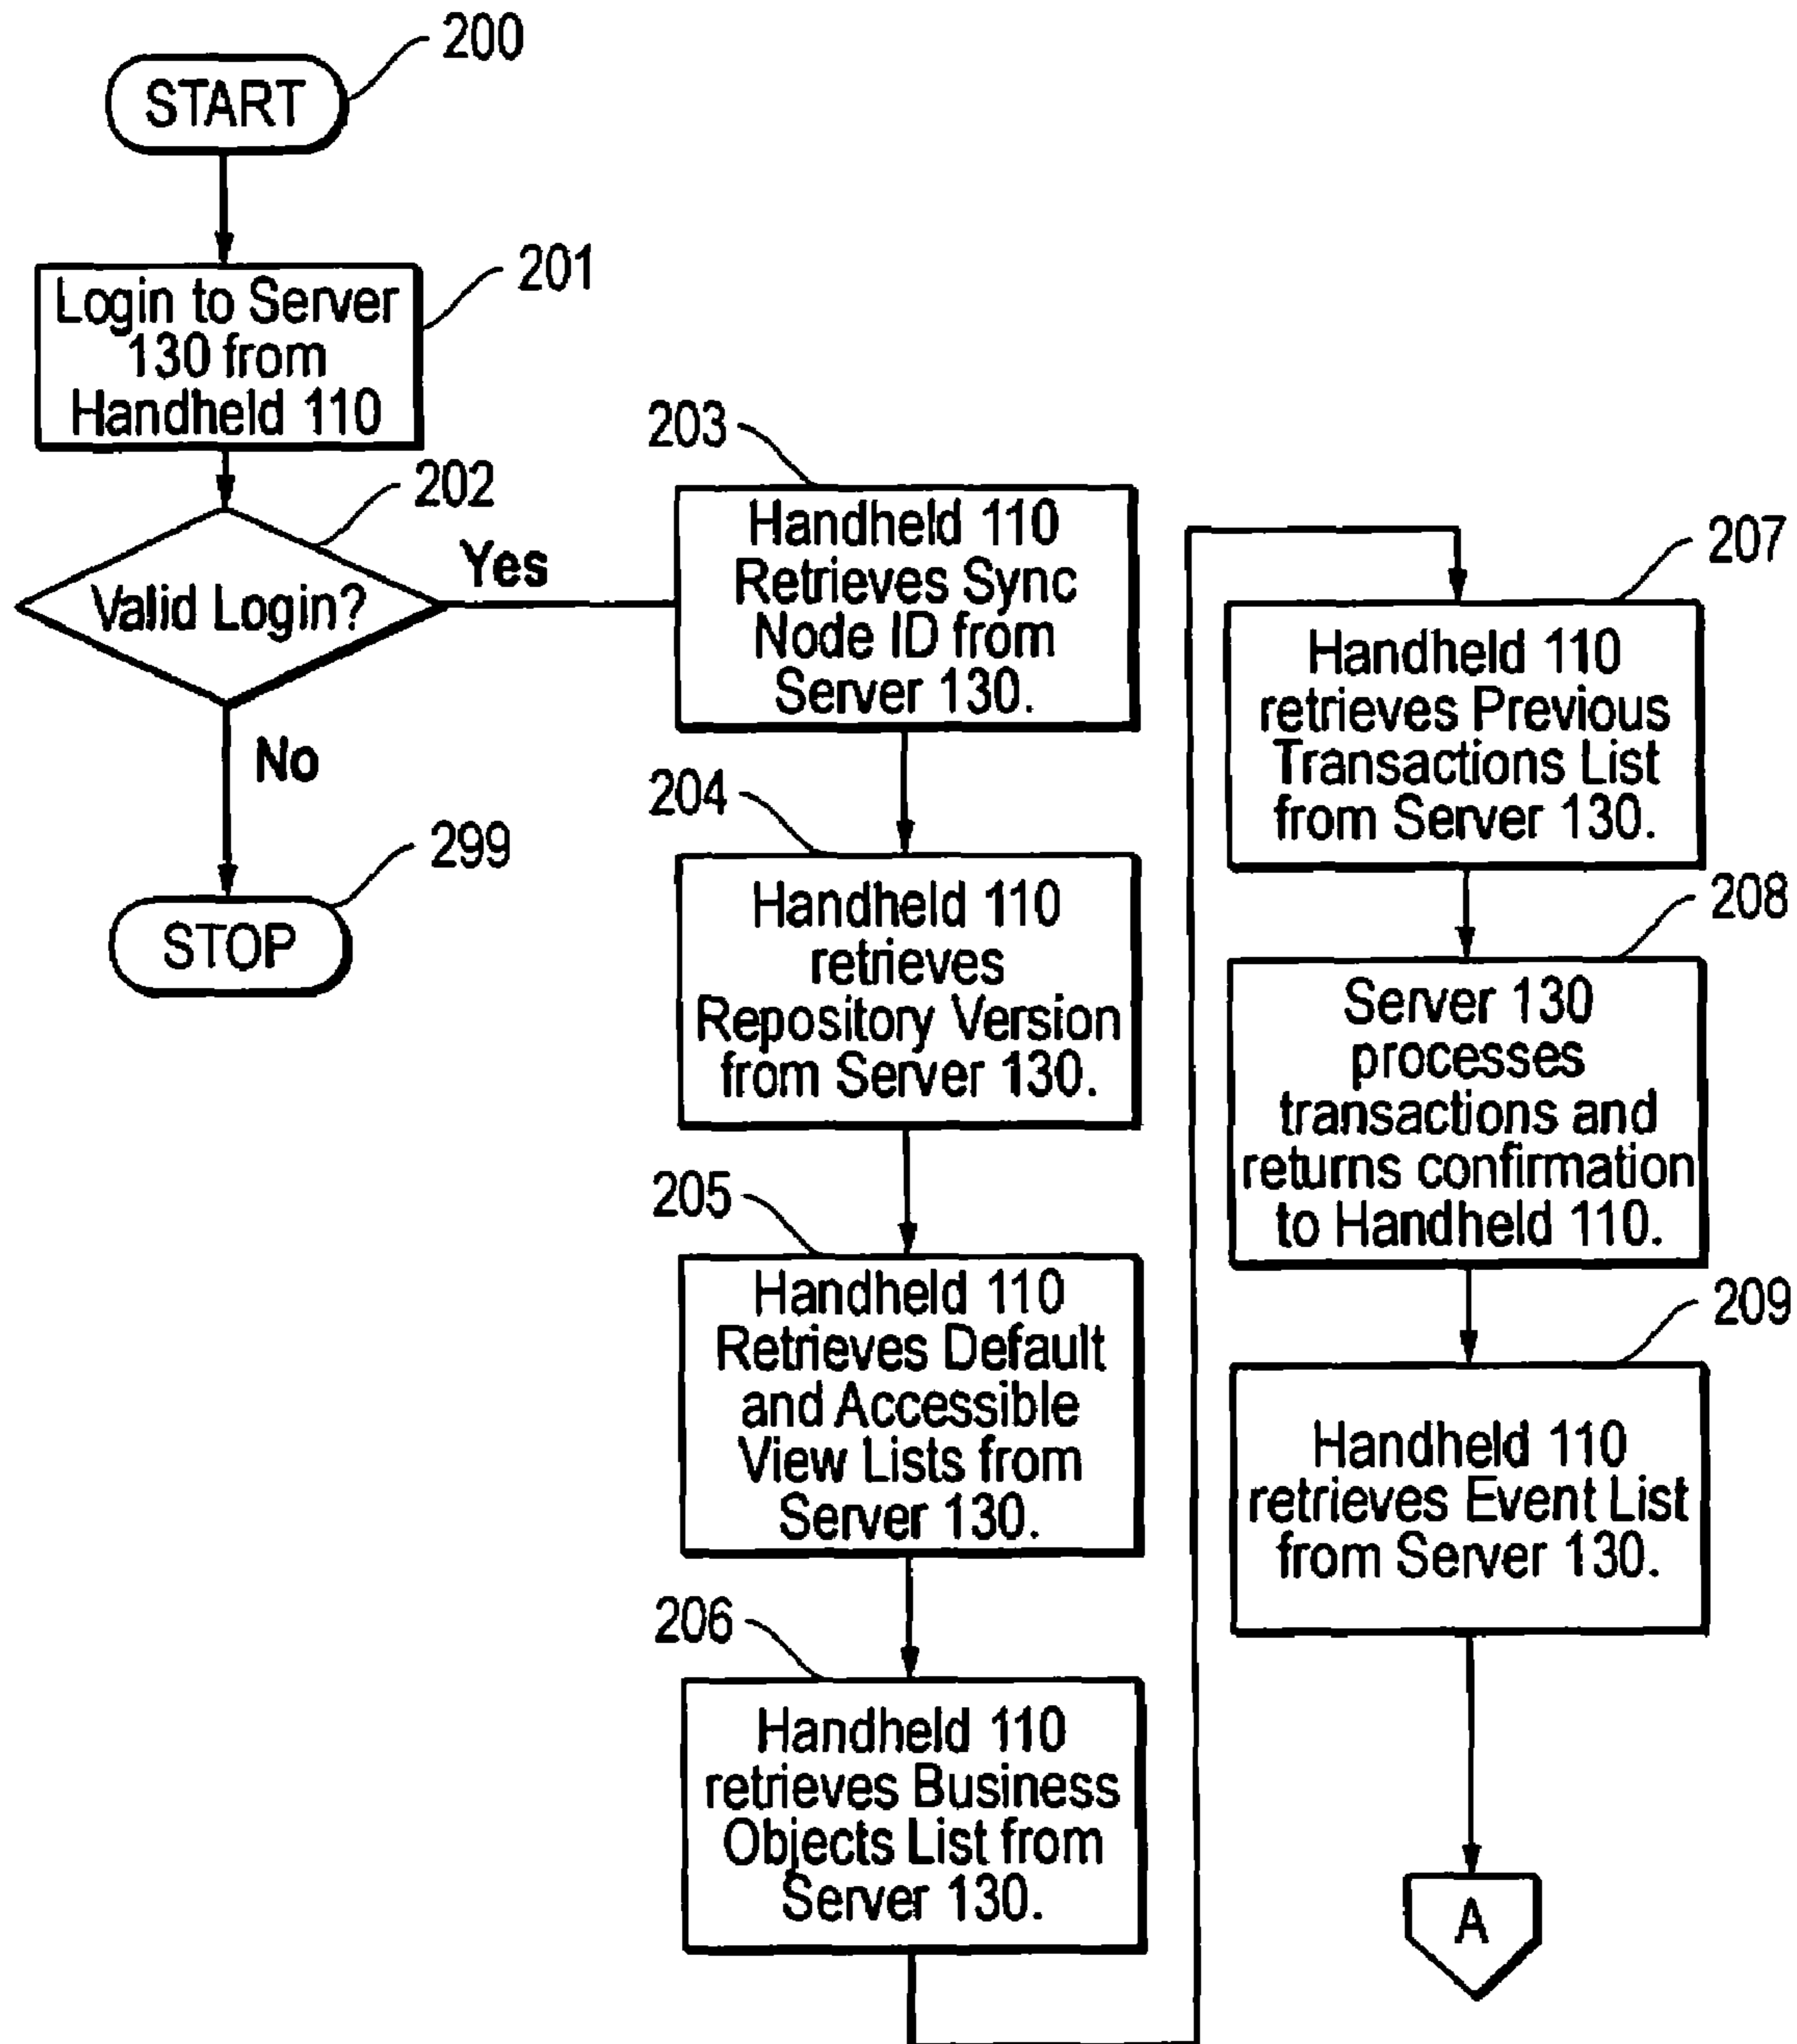 200
START
201
Login to Server
130 from
Handheld 110
202
Valid Login?
Yes
No
299
STOP
203
Handheld 110
Retrieves Sync
Node ID from
Server 130.
204
Handheld 110
retrieves
Repository Version
from Server 130.
205
Handheld 110
Retrieves Default
and Accessible
View Lists from
Server 130.
206
Handheld 110
retrieves Business
Objects List from
Server 130.
207
Handheld 110
retrieves Previous
Transactions List
from Server 130.
208
Server 130
processes
transactions and
returns confirmation
to Handheld 110.
209
Handheld 110
retrieves Event List
from Server 130.
A